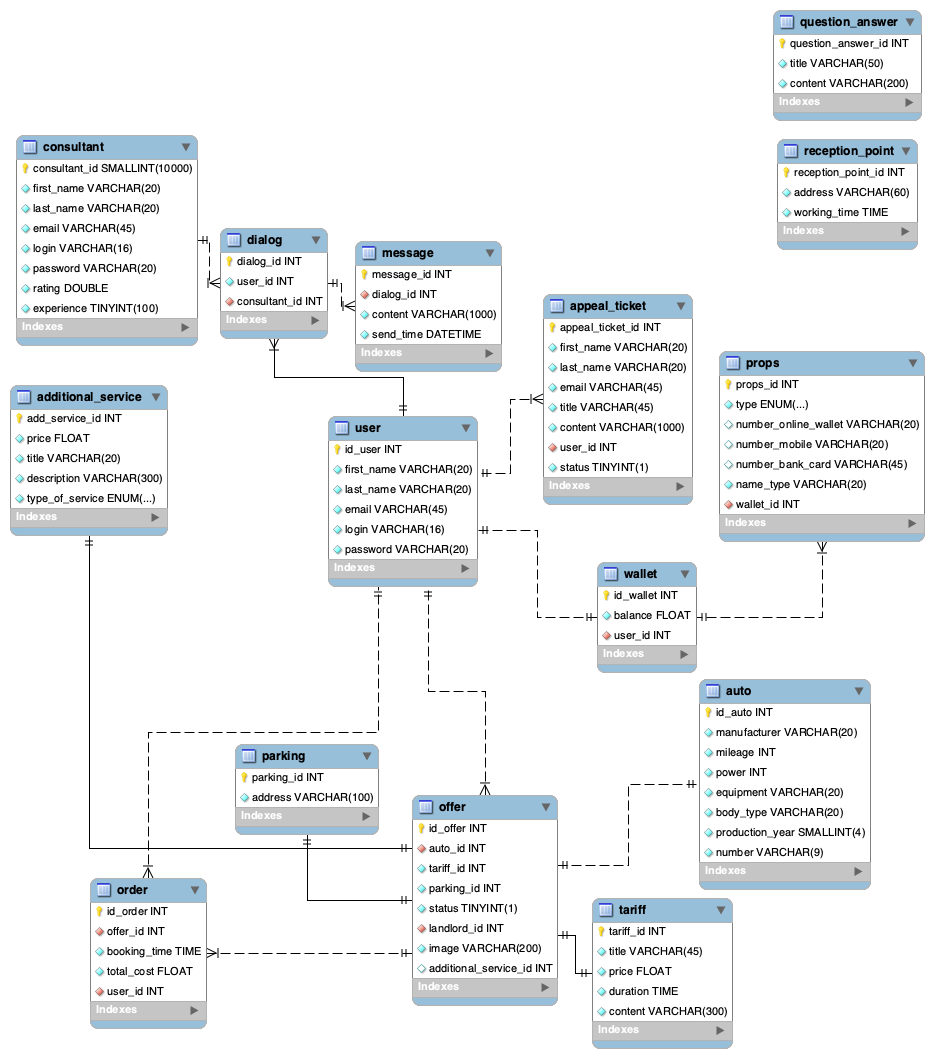 question_answer
question_answer_id INT
title VARCHAR(50)
content VARCHAR(200)
Indexes
reception_point
reception_point_id INT
address VARCHAR(60)
working_time TIME
Indexes
consultant
consultant_id SMALLINT(10000)
first_name VARCHAR(20)
last_name VARCHAR(20)
email VARCHAR(45)
login VARCHAR(16)
password VARCHAR(20)
rating DOUBLE
experience TINYINT(100)
Indexes
dialog
dialog_id INT
user_id INT
consultant_id INT
Indexes
message
message_id INT
dialog_id INT
content VARCHAR(1000)
send_time DATETIME
Indexes
appeal_ticket
appeal_ticket_id INT
first_name VARCHAR(20)
last_name VARCHAR(20)
email VARCHAR(45)
title VARCHAR(45)
content VARCHAR(1000)
user_id INT
status TINYINT(1)
Indexes
props
props_id INT
type ENUM(...)
number_online_wallet VARCHAR(20)
number_mobile VARCHAR(20)
number_bank_card VARCHAR(45)
name_type VARCHAR(20)
wallet_id INT
Indexes
additional_service
add_service_id INT
price FLOAT
title VARCHAR(20)
description VARCHAR(300)
type_of_service ENUM(...)
Indexes
user
id_user INT
first_name VARCHAR(20)
last_name VARCHAR(20)
email VARCHAR(45)
login VARCHAR(16)
password VARCHAR(20)
Indexes
wallet
id_wallet INT
balance FLOAT
user_id INT
Indexes
auto
id_auto INT
manufacturer VARCHAR(20)
mileage INT
power INT
equipment VARCHAR(20)
body_type VARCHAR(20)
production_year SMALLINT(4)
number VARCHAR(9)
Indexes
parking
parking_id INT
address VARCHAR(100)
Indexes
offer
id_offer INT
auto_id INT
tariff_id INT
parking_id INT
status TINYINT(1)
landlord_id INT
image VARCHAR(200)
additional_service_id INT
Indexes
order
id_order INT
offer_id INT
booking_time TIME
total_cost FLOAT
user_id INT
Indexes
tariff
tariff_id INT
title VARCHAR(45)
price FLOAT
duration TIME
content VARCHAR(300)
Indexes